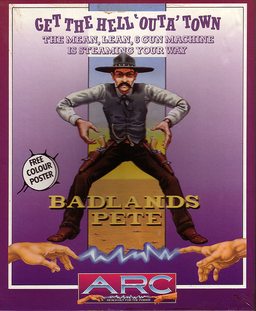 GET THE HELL 'OUTA' TOWN
THE MEAN, LEAN, 6 GUN MACHINE
IS STEAMING YOUR WAY
FREE
COLOUR
POSTER
BADLANDS
PETE
ARC